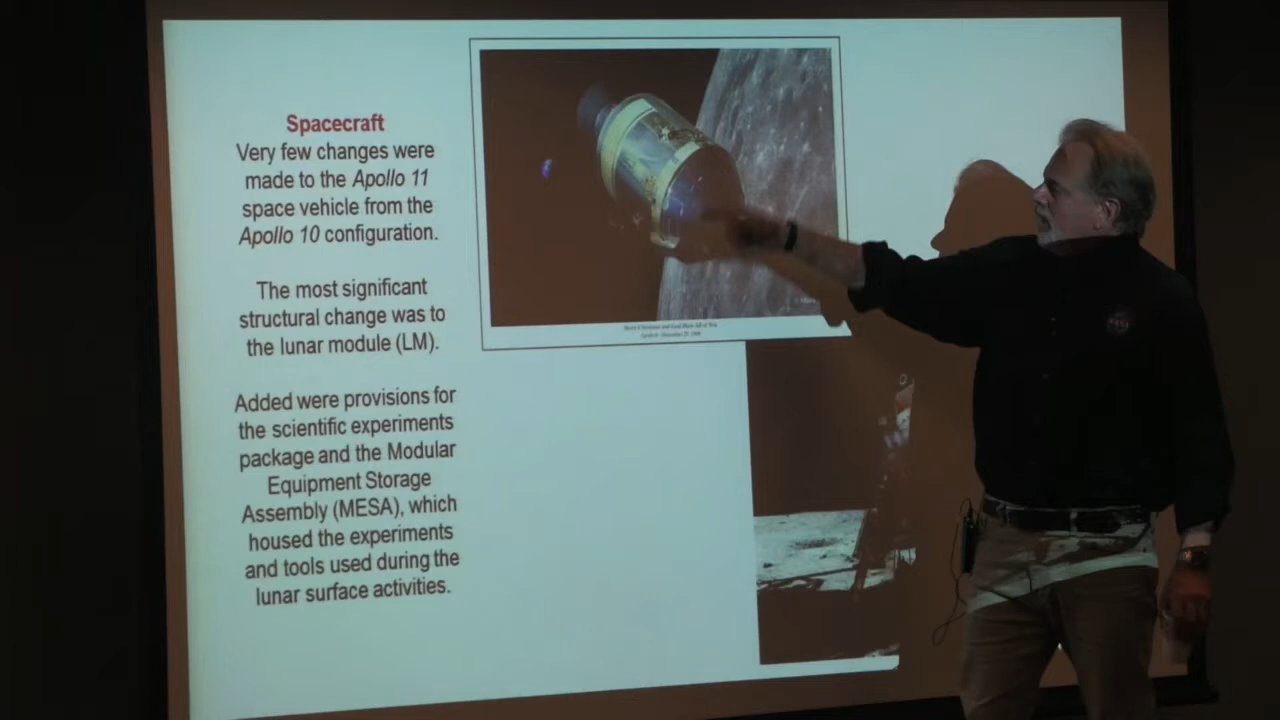 Spacecraft
Very few changes were
made to the Apollo 11
space vehicle from the
Apollo 10 configuration.
The most significant
structural change was to
the lunar module (LM).
Added were provisions for
the scientific experiments
package and the Modular
Equipment Storage
Assembly (MESA), which
housed the experiments
and tools used during the
lunar surface activities.